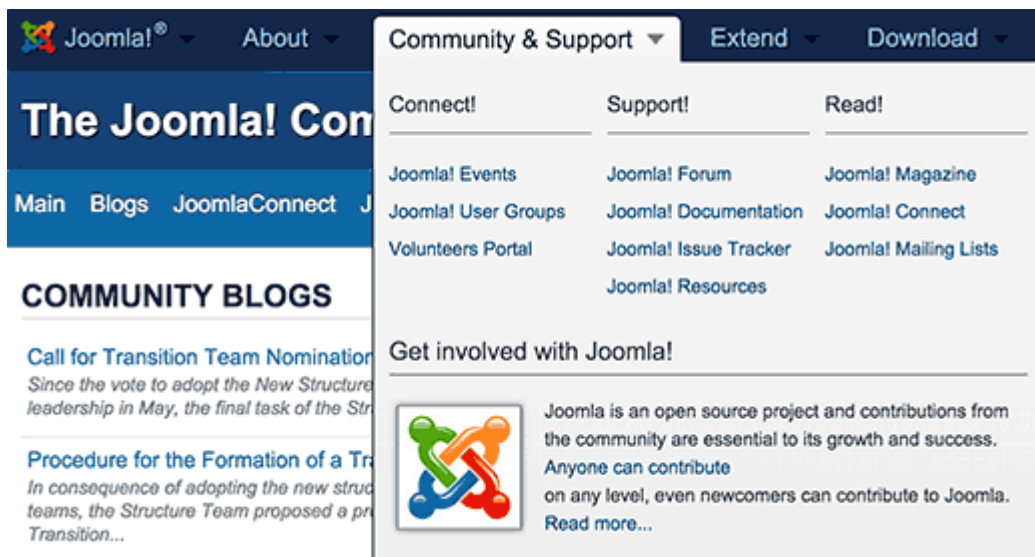 Joomla!® About Community & Support Extend Download
The Joomla! Com
Main Blogs JoomlaConnect J
COMMUNITY BLOGS
Call for Transition Team Nomination
Since the vote to adopt the New Structure
leadership in May, the final task of the Str
Procedure for the Formation of a Tra
In consequence of adopting the new struc
teams, the Structure Team proposed a pr
Transition...
Connect!
Joomla! Events
Joomla! User Groups
Volunteers Portal
Support!
Joomla! Forum
Joomla! Documentation
Joomla! Issue Tracker
Joomla! Resources
Read!
Joomla! Magazine
Joomla! Connect
Joomla! Mailing Lists
Get involved with Joomla!
Joomla is an open source project and contributions from
the community are essential to its growth and success.
Anyone can contribute
on any level, even newcomers can contribute to Joomla.
Read more...